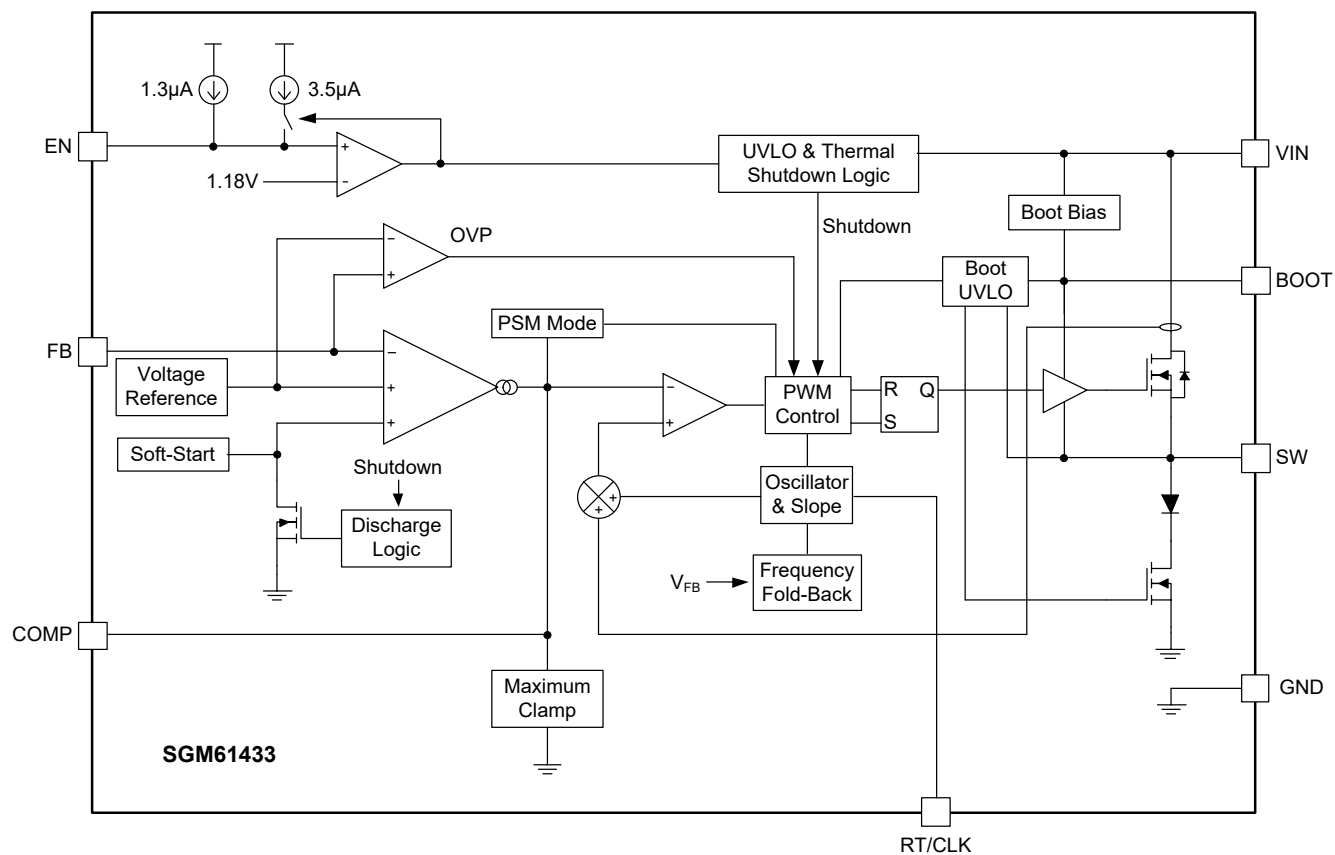 1.3µA
3.5µA
EN
+
1.18V
−
UVLO & Thermal
Shutdown Logic
VIN
Boot Bias
Shutdown
OVP
−
+
Boot
UVLO
BOOT
PSM Mode
FB
−
Voltage
Reference
+
−
+
PWM
Control
R
Q
S
+
Soft-Start
SW
Shutdown
Discharge
Logic
+
+
Oscillator
& Slope
VFB
Frequency
Fold-Back
COMP
Maximum
Clamp
GND
SGM61433
RT/CLK